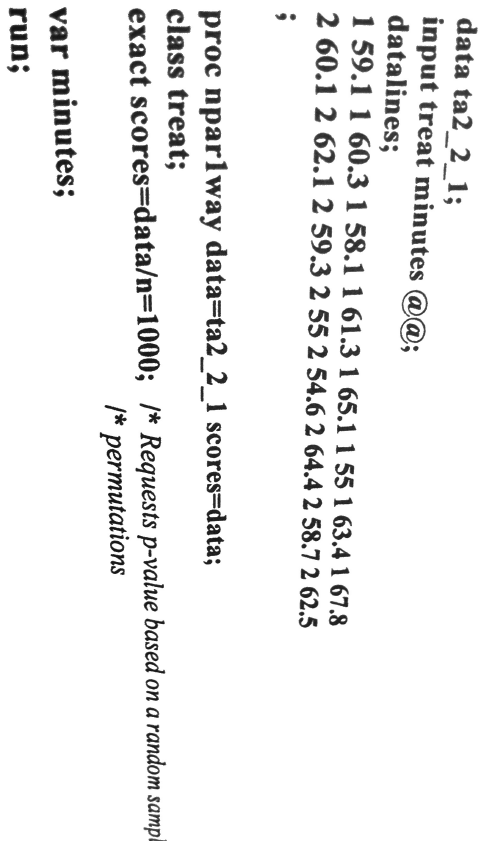 data ta2_2_1;
input treat minutes @@;
datalines;
1 59.1 1 60.3 1 58.1 1 61.3 1 65.1 1 55 1 63.4 1 67.8
2 60.1 2 62.1 2 59.3 2 55 2 54.6 2 64.4 2 58.7 2 62.5
;
proc npar1way data=ta2_2_1 scores=data;
class treat;
exact scores=data/n=1000; /* Requests p-value based on a random
/* permutations
var minutes;
run;